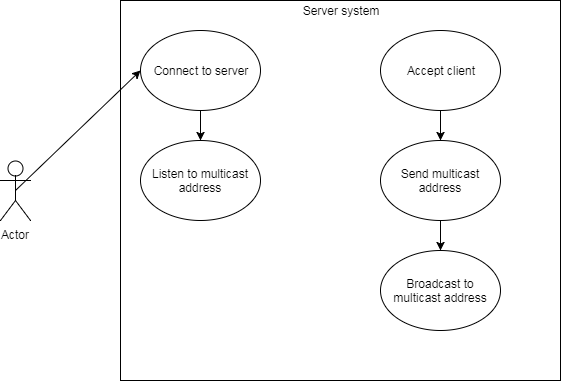 Server system
Connect to server
Accept client
Listen to multicast
address
Send multicast
address
Actor
Broadcast to
multicast address